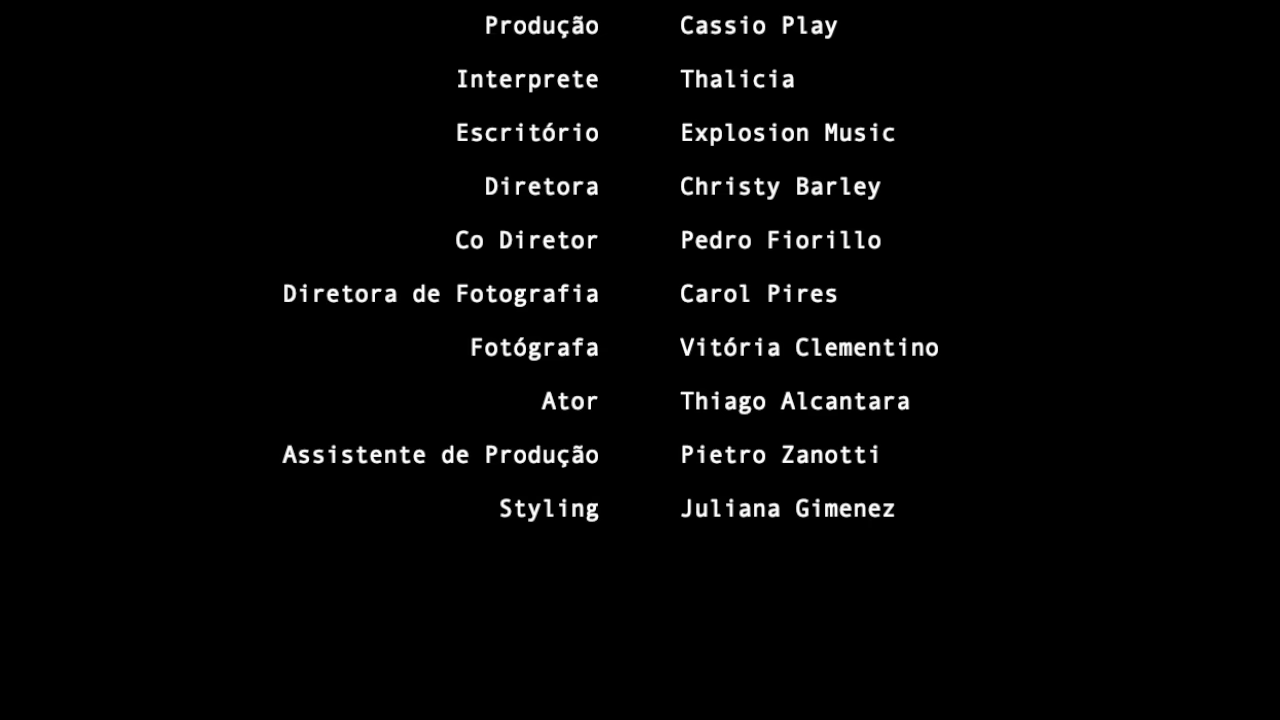 Produção Cassio Play
Interprete Thalicia
Escritório Explosion Music
Diretora Christy Barley
Co Diretor Pedro Fiorillo
Diretora de Fotografia Carol Pires
Fotógrafa Vitória Clementino
Ator Thiago Alcantara
Assistente de Produção Pietro Zanotti
Styling Juliana Gimenez